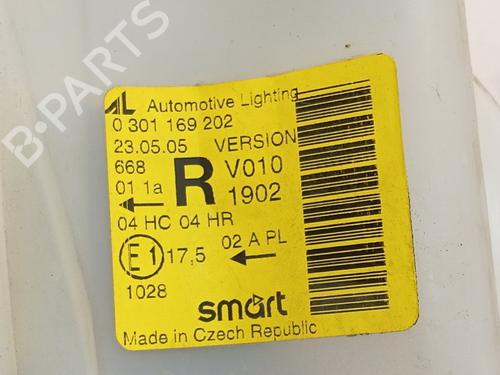 B-PARTS
AL Automotive Lighting
0 301 169 202
23.05.05 VERSION
668 R V010
01 1a 1902
04 HC 04 HR
E1 17,5 02 A PL
1028 smart
Made in Czech Republic